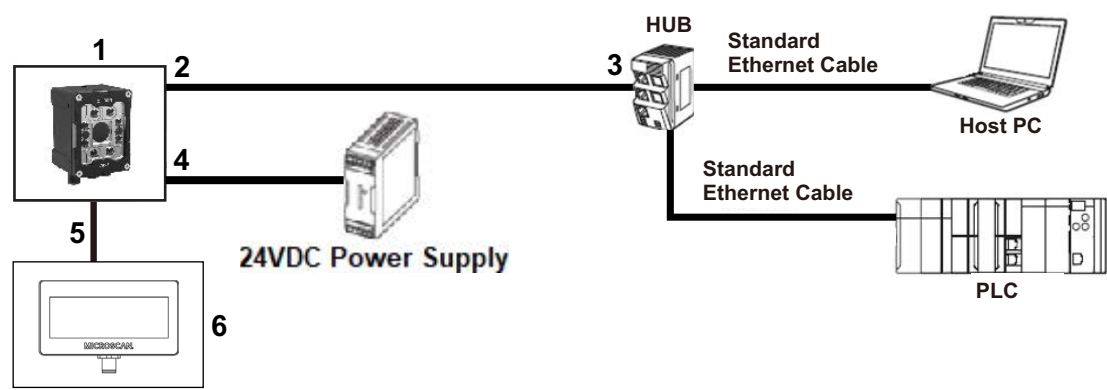 HUB
1
2
3
Standard
Ethernet Cable
Host PC
4
Standard
Ethernet Cable
5
24VDC Power Supply
PLC
6
MICROSCAN.